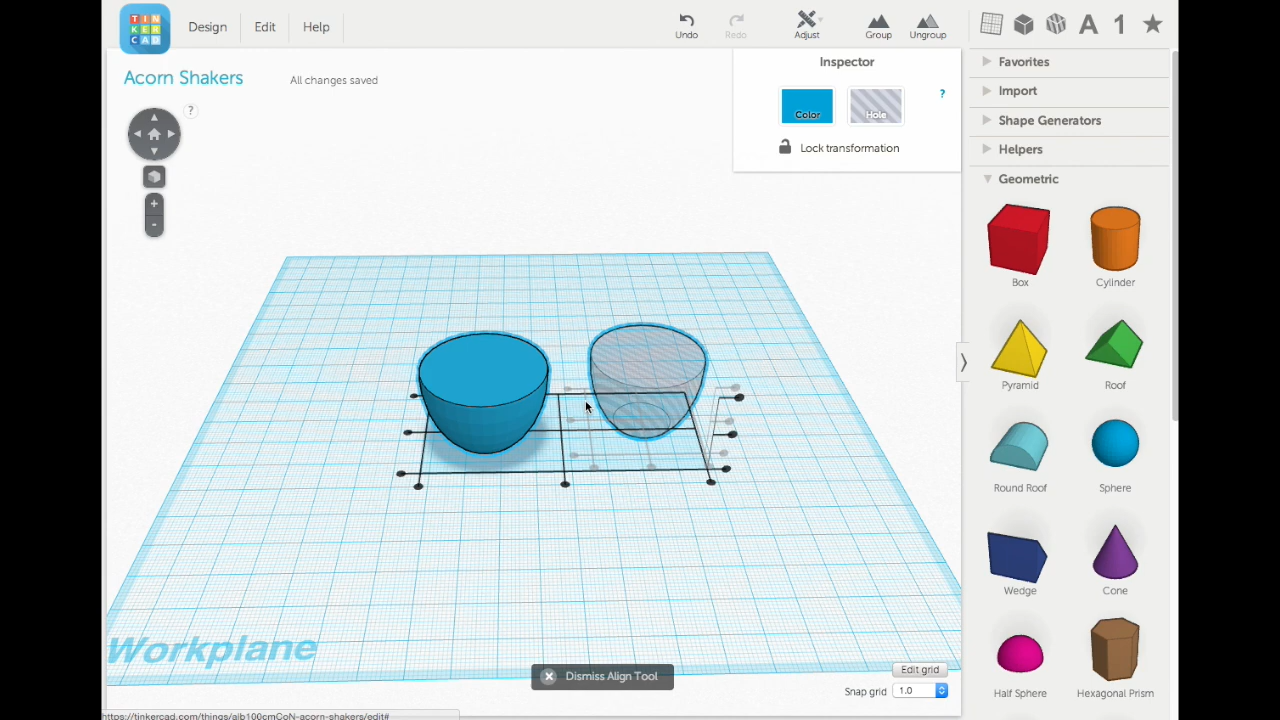 TIN
KER
CAD
Design
Edit
Help
Undo
Redo
Adjust
Group
Ungroup
A
1
Acorn Shakers
All changes saved
?
Inspector
Color
Hole
?
Lock transformation
Favorites
Import
Shape Generators
Helpers
Geometric
Box
Cylinder
Pyramid
Roof
Round Roof
Sphere
Wedge
Cone
Half Sphere
Hexagonal Prism
Workplane
Dismiss Align Tool
Edit grid
Snap grid
1.0